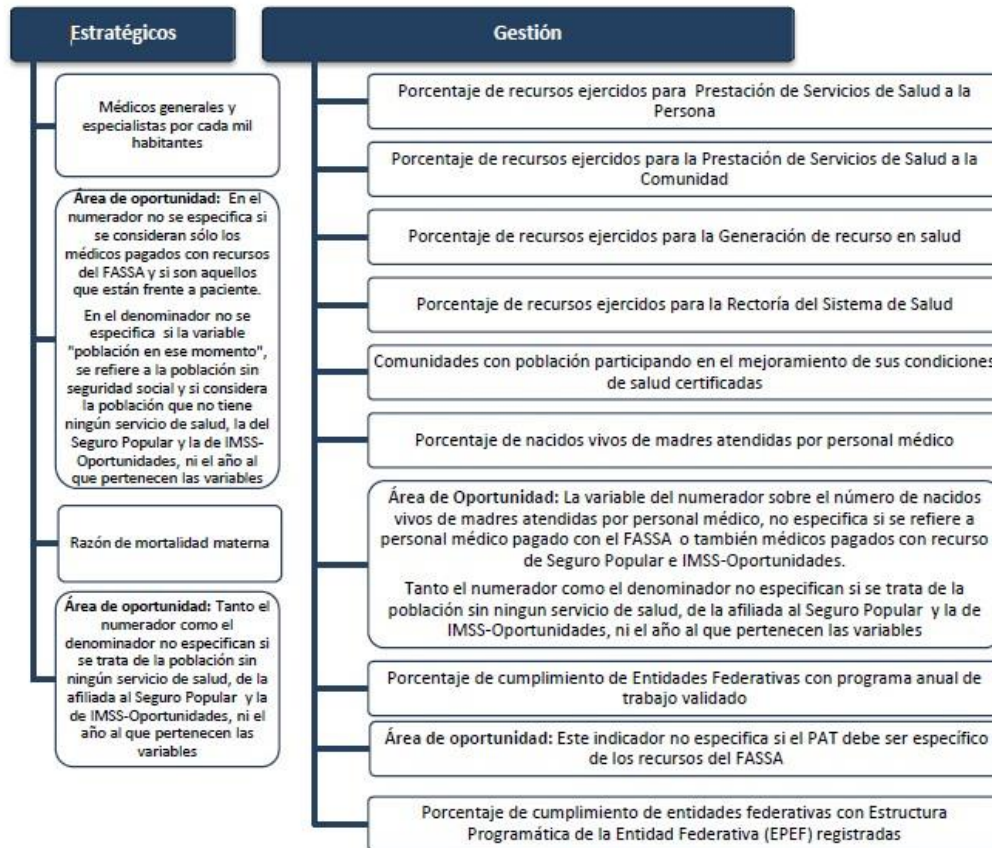 Estratégicos
Médicos generales y
especialistas por cada mil
habitantes
Área de oportunidad: En el
numerador no se especifica si
se consideran sólo los
médicos pagados con recursos
del FASSA y si son aquellos
que están frente a paciente.
En el denominador no se
especifica si la variable
"población en ese momento",
se refiere a la población sin
seguridad social y si considera
la población que no tiene
ningún servicio de salud, la del
Seguro Popular y la de IMSS-
Oportunidades, ni el año al
que pertenecen las variables
Razón de mortalidad materna
Área de oportunidad: Tanto el
numerador como el
denominador no especifican si
se trata de la población sin
ningún servicio de salud, de la
afiliada al Seguro Popular y la
de IMSS-Oportunidades, ni el
año al que pertenecen las
variables
Gestión
Porcentaje de recursos ejercidos para Prestación de Servicios de Salud a la
Persona
Porcentaje de recursos ejercidos para la Prestación de Servicios de Salud a la
Comunidad
Porcentaje de recursos ejercidos para la Generación de recurso en salud
Porcentaje de recursos ejercidos para la Rectoría del Sistema de Salud
Comunidades con población participando en el mejoramiento de sus condiciones
de salud certificadas
Porcentaje de nacidos vivos de madres atendidas por personal médico
Área de Oportunidad: La variable del numerador sobre el número de nacidos
vivos de madres atendidas por personal médico, no especifica si se refiere a
personal médico pagado con el FASSA o también médicos pagados con recurso
de Seguro Popular e IMSS-Oportunidades.
Tanto el numerador como el denominador no especifican si se trata de la
población sin ningun servicio de salud, de la afiliada al Seguro Popular y la de
IMSS-Oportunidades, ni el año al que pertenecen las variables
Porcentaje de cumplimiento de Entidades Federativas con programa anual de
trabajo validado
Área de oportunidad: Este indicador no especifica si el PAT debe ser específico
de los recursos del FASSA
Porcentaje de cumplimiento de entidades federativas con Estructura
Programática de la Entidad Federativa (EPEF) registradas